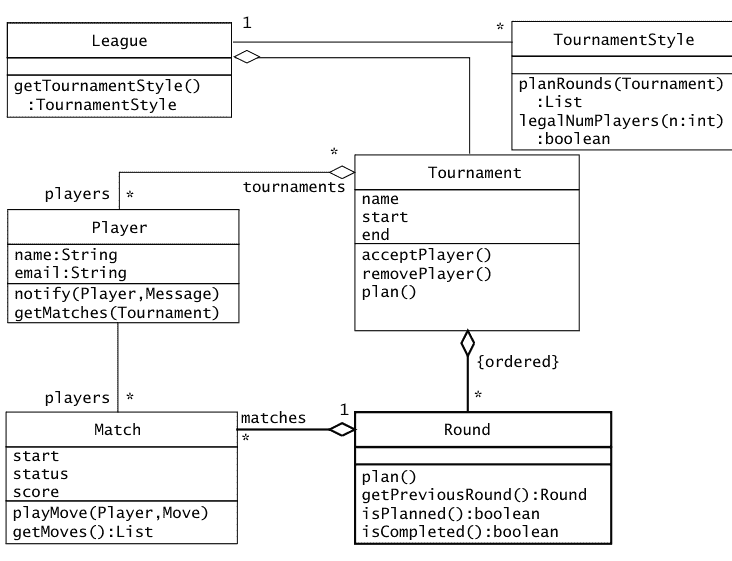 1
*
League
TournamentStyle
getTournamentStyle()
:TournamentStyle
planRounds(Tournament)
:List
legalNumPlayers(n:int)
:boolean
*
Tournament
tournaments
players *
name
start
end
Player
name:String
email:String
acceptPlayer()
removePlayer()
plan()
notify(Player,Message)
getMatches(Tournament)
{ordered}
*
players *
matches
1
*
Match
Round
start
status
score
plan()
getPreviousRound():Round
isPlanned():boolean
isCompleted():boolean
playMove(Player,Move)
getMoves():List